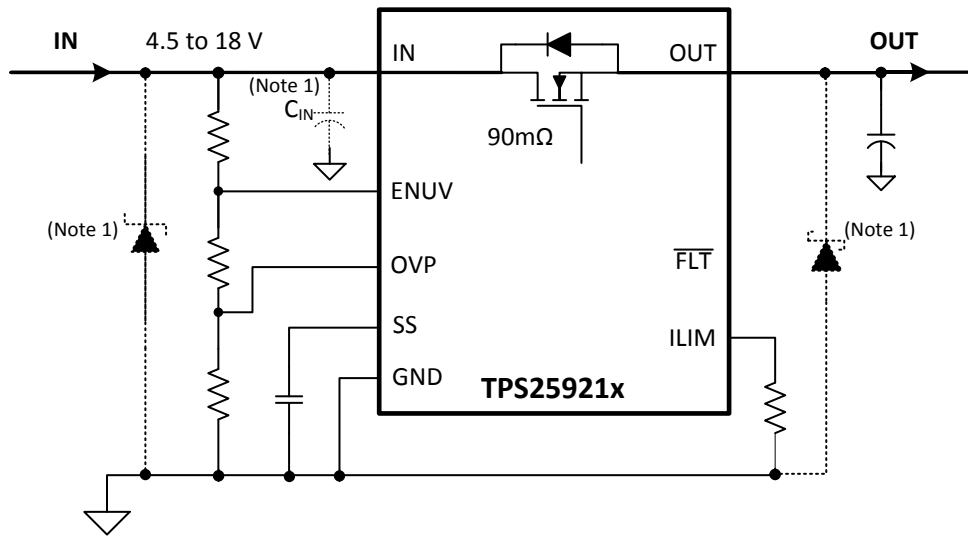 IN
4.5 to 18 V
IN
OUT
OUT
(Note 1)
CIN
90mΩ
ENUV
(Note 1)
(Note 1)
OVP
FLT
SS
ILIM
GND
TPS25921x